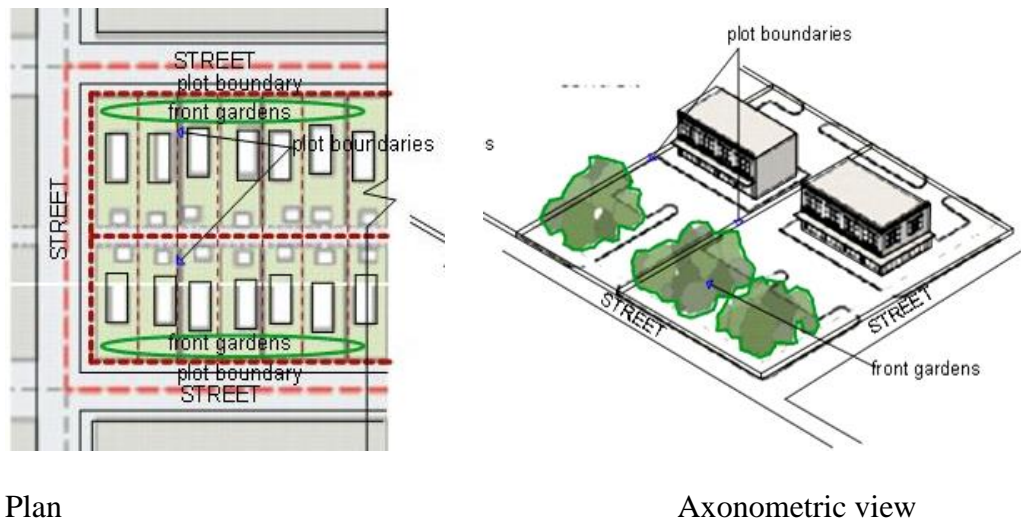 STREET
plot boundary
front gardens
plot boundaries
STREET
front gardens
plot boundary
STREET
s
plot boundaries
STREET
STREET
front gardens
Plan
Axonometric view